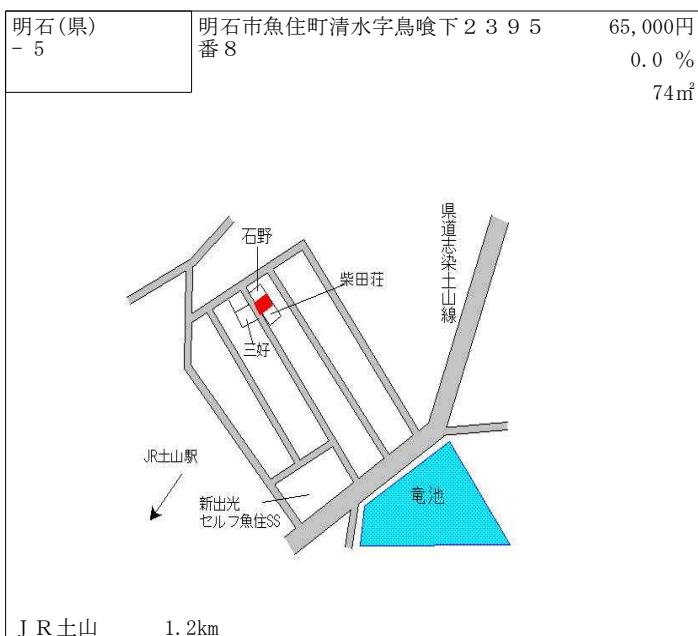 明石(県)
- 5
明石市魚住町清水字鳥喰下２３９５
番８
65,000円
0.0 %
74㎡
石野
柴田荘
県道志染土山線
三好
JR土山駅
新出光
セルフ魚住SS
竜池
ＪＲ土山 1.2km